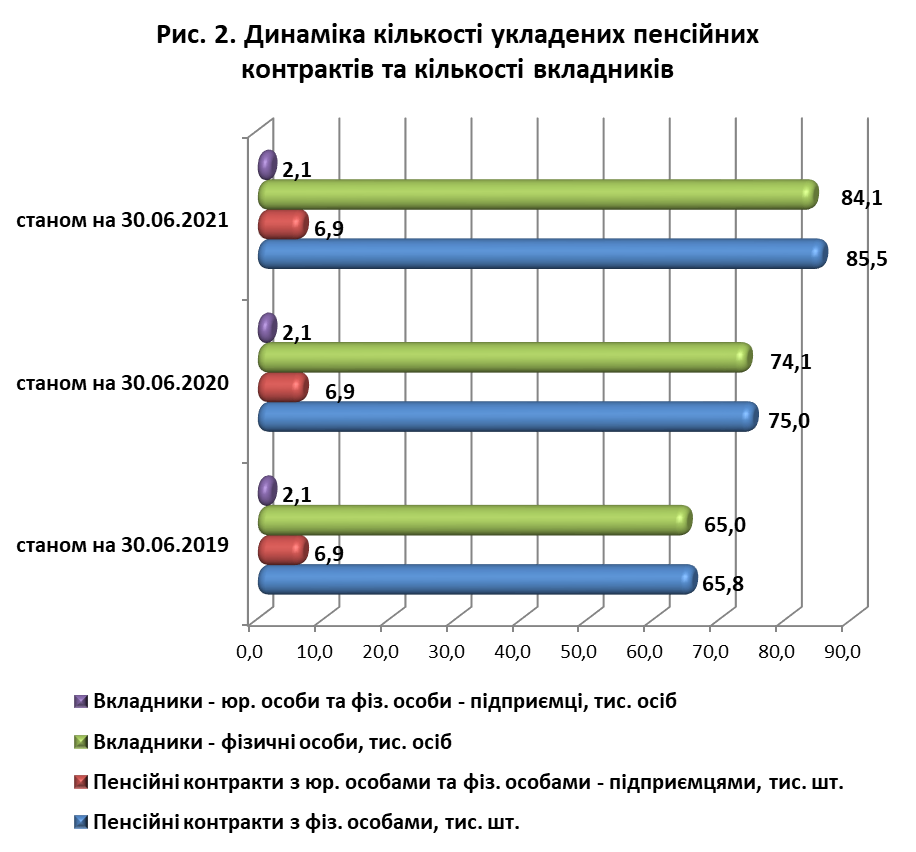 Рис. 2. Динаміка кількості укладених пенсійних
контрактів та кількості вкладників
станом на 30.06.2021
2,1
84,1
6,9
85,5
станом на 30.06.2020
2,1
74,1
6,9
75,0
станом на 30.06.2019
2,1
65,0
6,9
65,8
0,0 10,0 20,0 30,0 40,0 50,0 60,0 70,0 80,0 90,0
Вкладники - юр. особи та фіз. особи - підприємці, тис. осіб
Вкладники - фізичні особи, тис. осіб
Пенсійні контракти з юр. особами та фіз. особами - підприємцями, тис. шт.
Пенсійні контракти з фіз. особами, тис. шт.